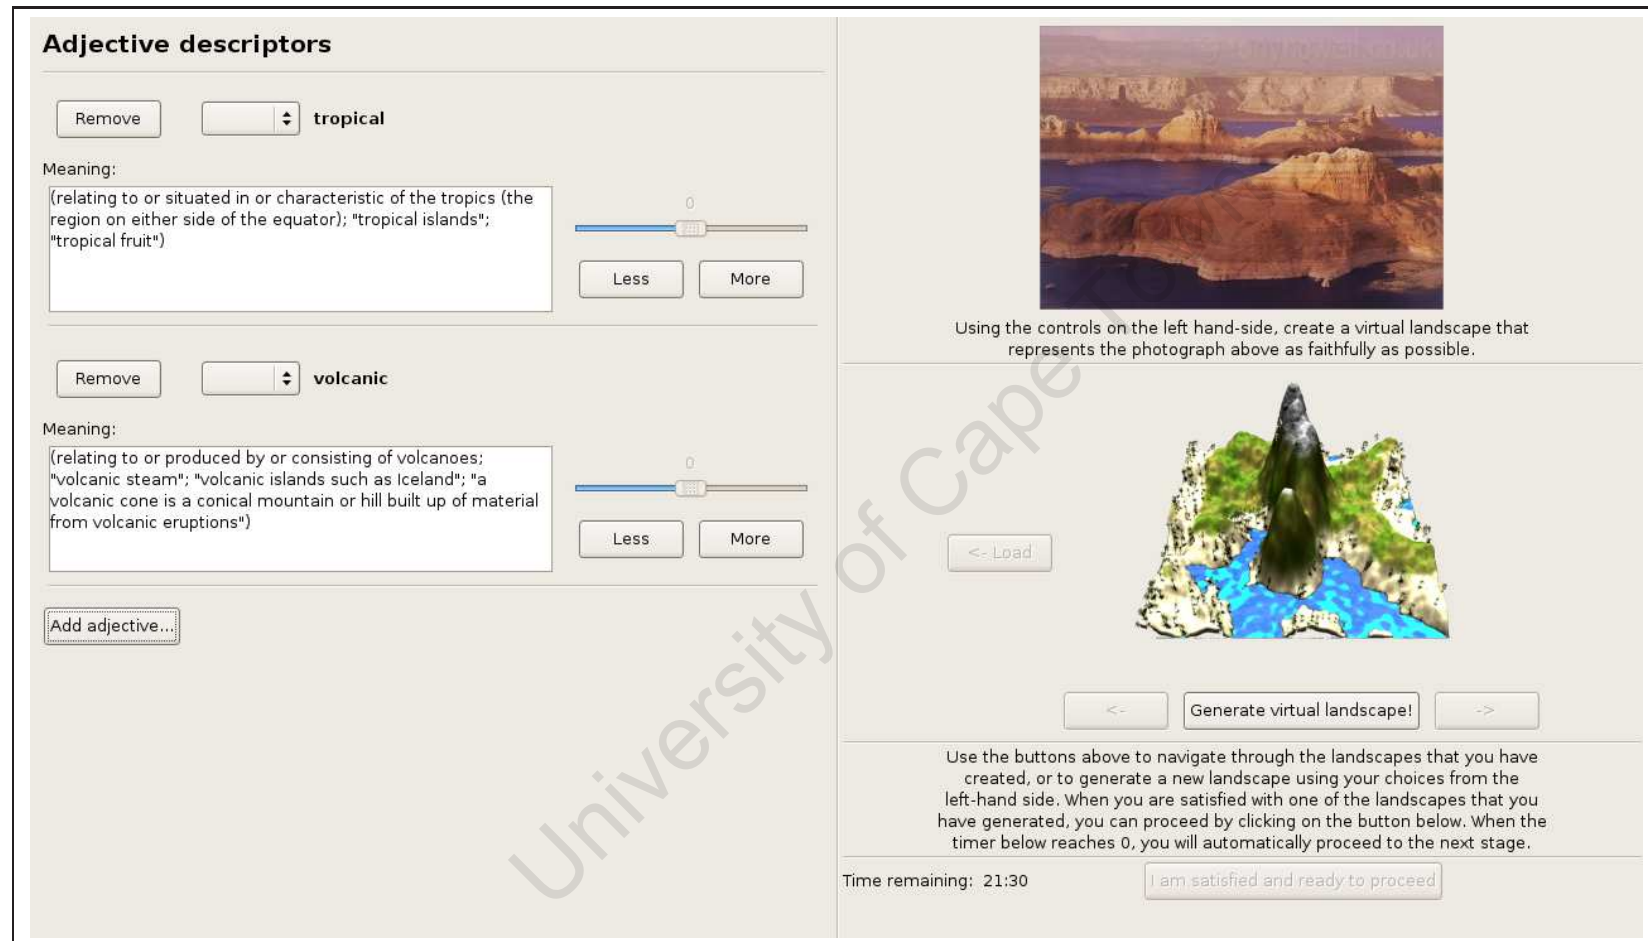 Adjective descriptors
Remove
tropical
Meaning:
(relating to or situated in or characteristic of the tropics (the
region on either side of the equator); "tropical islands";
"tropical fruit")
0
Less
More
Remove
volcanic
Meaning:
(relating to or produced by or consisting of volcanoes;
"volcanic steam"; "volcanic islands such as Iceland"; "a
volcanic cone is a conical mountain or hill built up of material
from volcanic eruptions")
0
Less
More
Add adjective...
Using the controls on the left hand-side, create a virtual landscape that
represents the photograph above as faithfully as possible.
<- Load
<-
Generate virtual landscape!
->
Use the buttons above to navigate through the landscapes that you have
created, or to generate a new landscape using your choices from the
left-hand side. When you are satisfied with one of the landscapes that you
have generated, you can proceed by clicking on the button below. When the
timer below reaches 0, you will automatically proceed to the next stage.
Time remaining: 21:30
I am satisfied and ready to proceed
University of Cape Town